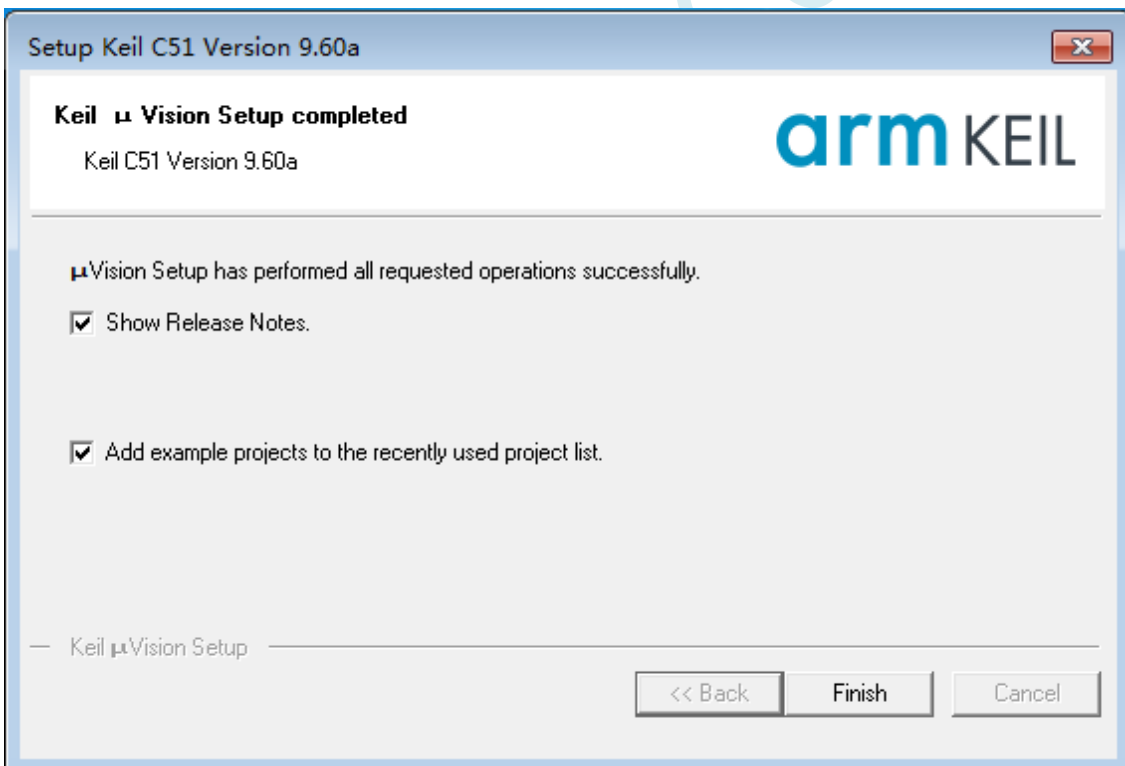 Setup Keil C51 Version 9.60a
Keil μ Vision Setup completed
Keil C51 Version 9.60a
arm KEIL
μVision Setup has performed all requested operations successfully.
Show Release Notes.
Add example projects to the recently used project list.
Keil μVision Setup
<< Back
Finish
Cancel